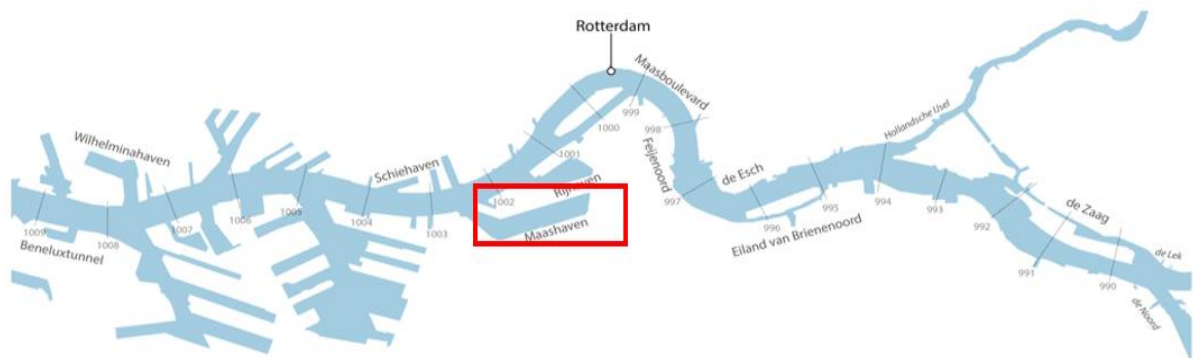 Rotterdam
Wilhelminahaven
Schiehaven
Maasboulevard
Hollandsche IJsel
Feijenoord
de Esch
Rijnhaven
Maashaven
Eiland van Brienenoord
de Zaag
de Lek
de Noord
Beneluxtunnel
1009
1008
1007
1006
1005
1004
1003
1002
1001
1000
999
998
997
996
995
994
993
992
991
990